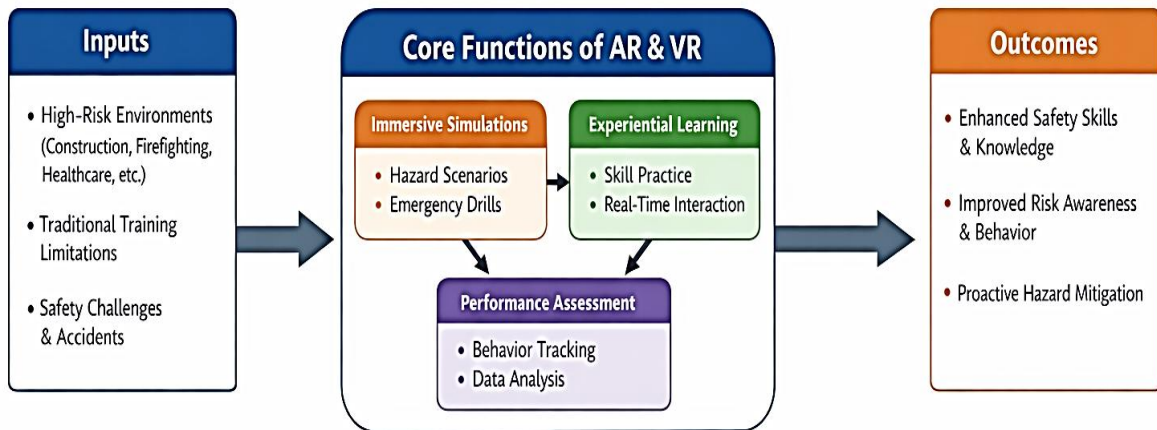 Inputs
• High-Risk Environments
(Construction, Firefighting,
Healthcare, etc.)
• Traditional Training
Limitations
• Safety Challenges
& Accidents
Core Functions of AR & VR
Immersive Simulations
• Hazard Scenarios
• Emergency Drills
Experiential Learning
• Skill Practice
• Real-Time Interaction
Performance Assessment
• Behavior Tracking
• Data Analysis
Outcomes
• Enhanced Safety Skills
& Knowledge
• Improved Risk Awareness
& Behavior
• Proactive Hazard Mitigation